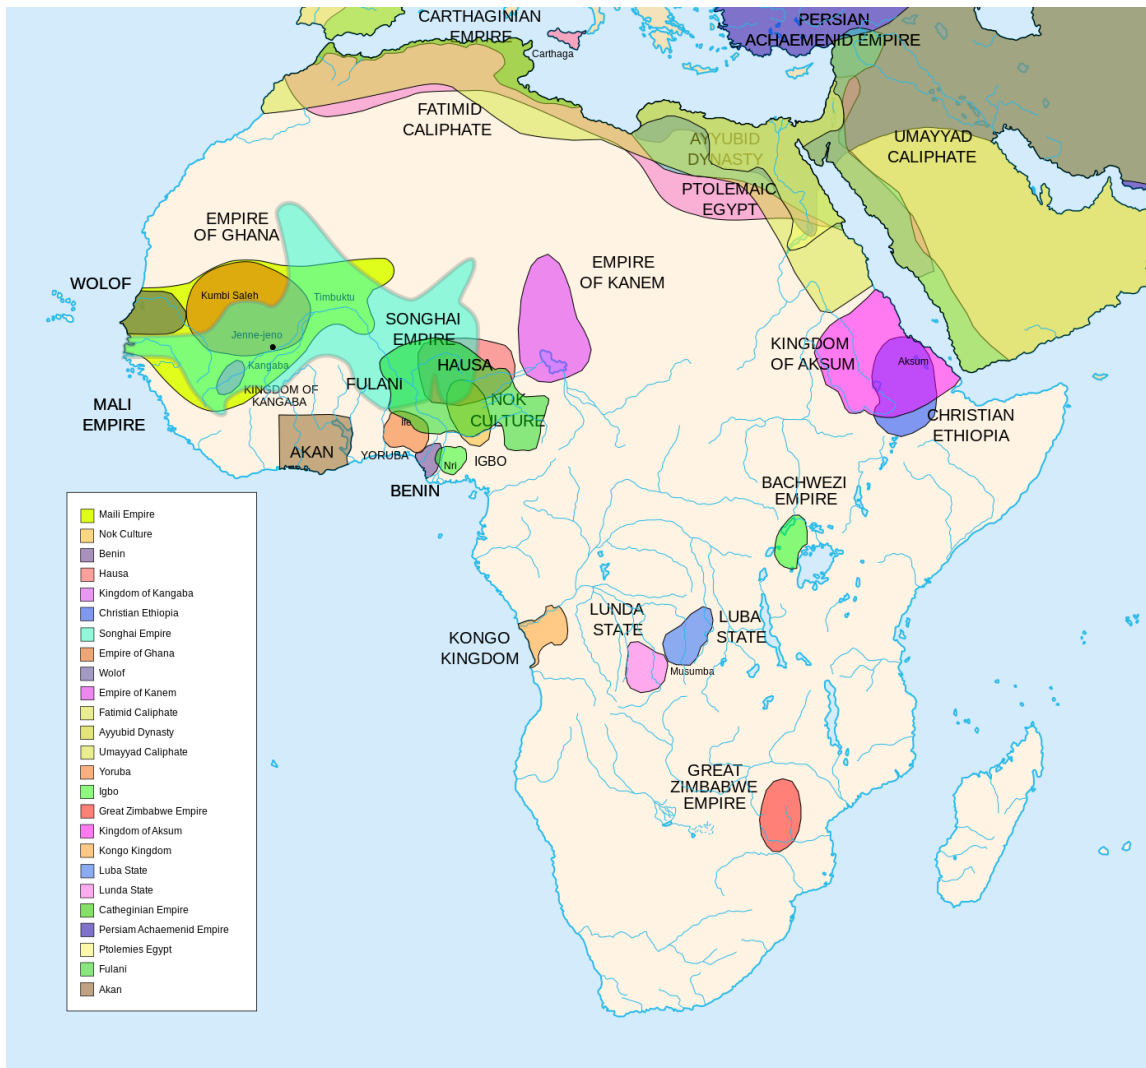 CARTHAGINIAN
EMPIRE
Carthaga
PERSIAN
ACHAEMENID EMPIRE
FATIMID
CALIPHATE
AYYUBID
DYNASTY
UMAYYAD
CALIPHATE
PTOLEMAIC
EGYPT
EMPIRE
OF GHANA
WOLOF
Kumbi Saleh
Timbuktu
EMPIRE
OF KANEM
Jenne-jeno
SONGHAI
EMPIRE
KINGDOM
OF AKSUM
Aksum
Kangaba
KINGDOM OF
KANGABA
FULANI
HAUSA
NOK
CULTURE
MALI
EMPIRE
CHRISTIAN
ETHIOPIA
AKAN
Ife
YORUBA
Nri
IGBO
BENIN
BACHWEZI
EMPIRE
LUNDA
STATE
LUBA
STATE
KONGO
KINGDOM
Musumba
GREAT
ZIMBABWE
EMPIRE
Maili Empire
Nok Culture
Benin
Hausa
Kingdom of Kangaba
Christian Ethiopia
Songhai Empire
Empire of Ghana
Wolof
Empire of Kanem
Fatimid Caliphate
Ayyubid Dynasty
Umayyad Caliphate
Yoruba
Igbo
Great Zimbabwe Empire
Kingdom of Aksum
Kongo Kingdom
Luba State
Lunda State
Catheginian Empire
Persiam Achaemenid Empire
Ptolemies Egypt
Fulani
Akan